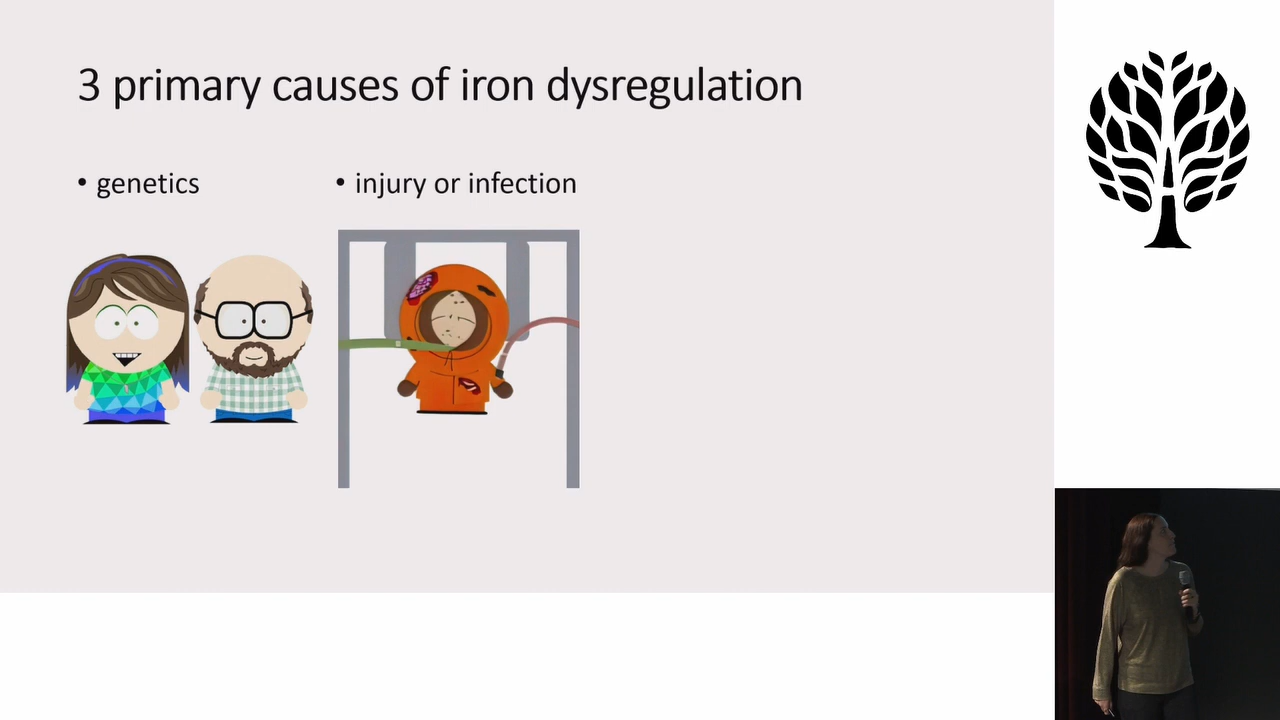 3 primary causes of iron dysregulation
• genetics
• injury or infection